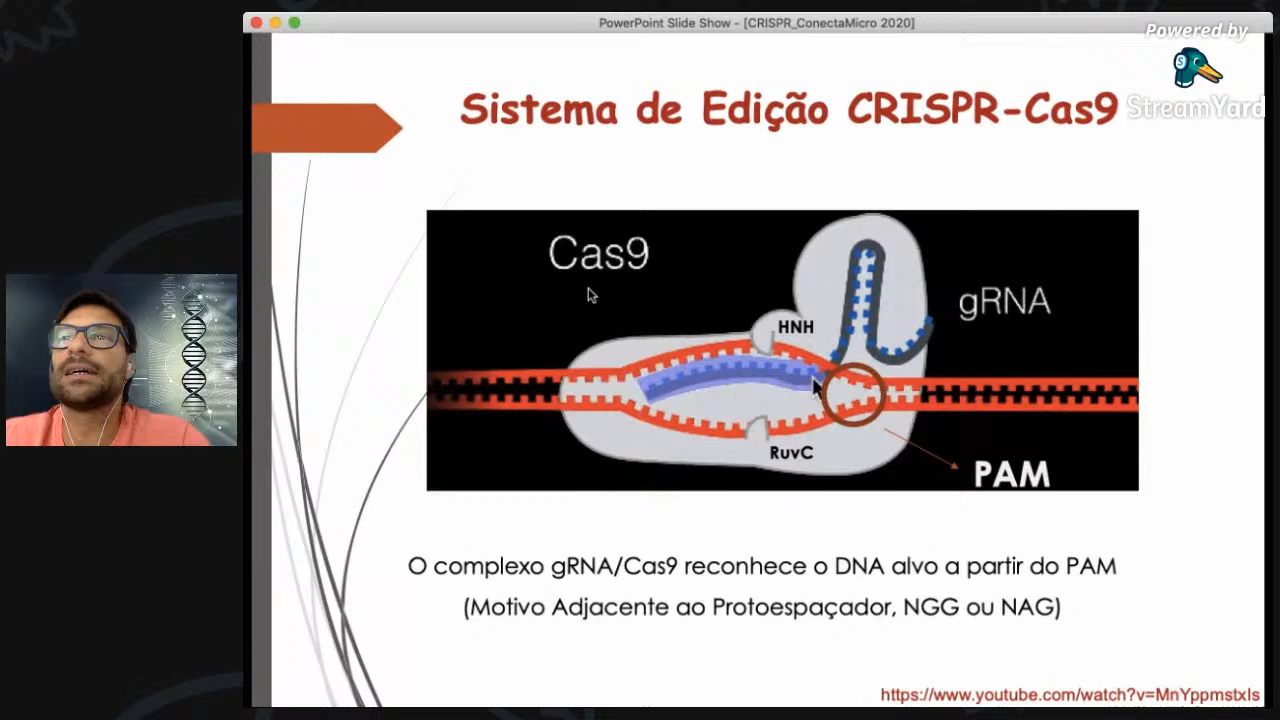 PowerPoint Slide Show - [CRISPR_ConectaMicro 2020]
Powered by
StreamYard
Sistema de Edição CRISPR-Cas9
Cas9
gRNA
HNH
RuvC
PAM
O complexo gRNA/Cas9 reconhece o DNA alvo a partir do PAM
(Motivo Adjacente ao Protoespaçador, NGG ou NAG)
https://www.youtube.com/watch?v=MnYppmstxIs